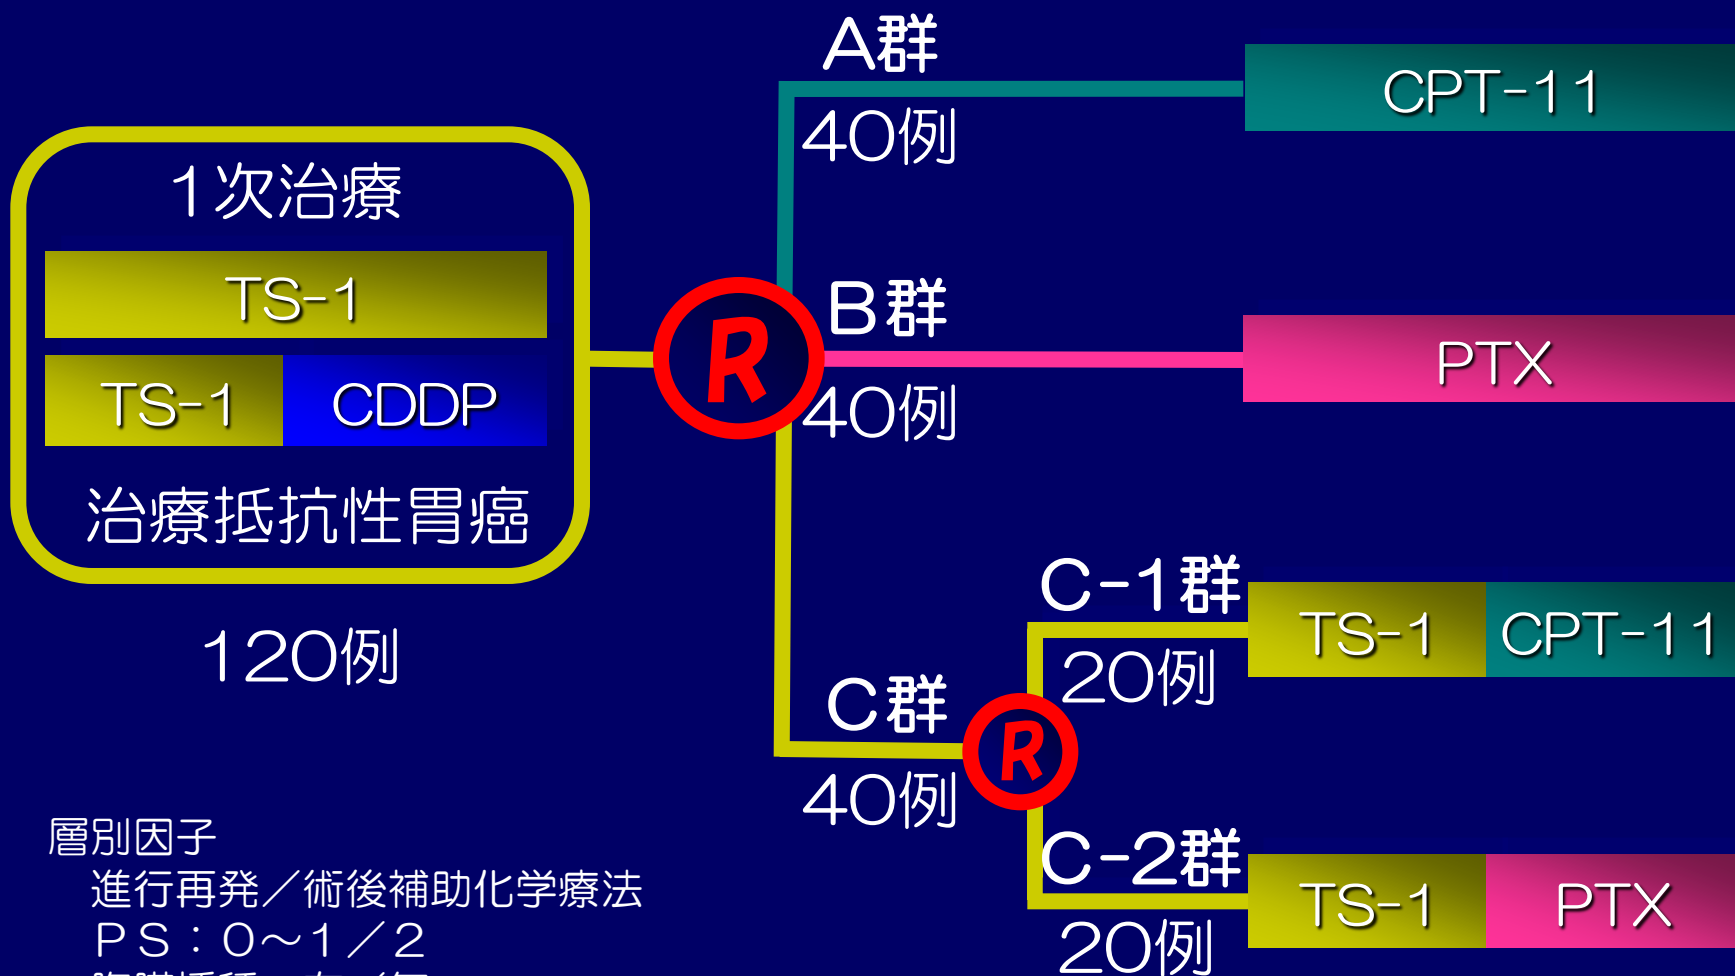 1次治療
TS-1
TS-1 CDDP
治療抵抗性胃癌
120例
R
A群
40例
CPT-11
B群
40例
PTX
C群
40例
R
C-1群
20例
TS-1 CPT-11
C-2群
20例
TS-1 PTX
層別因子
進行再発／術後補助化学療法
ＰＳ：０～１／２